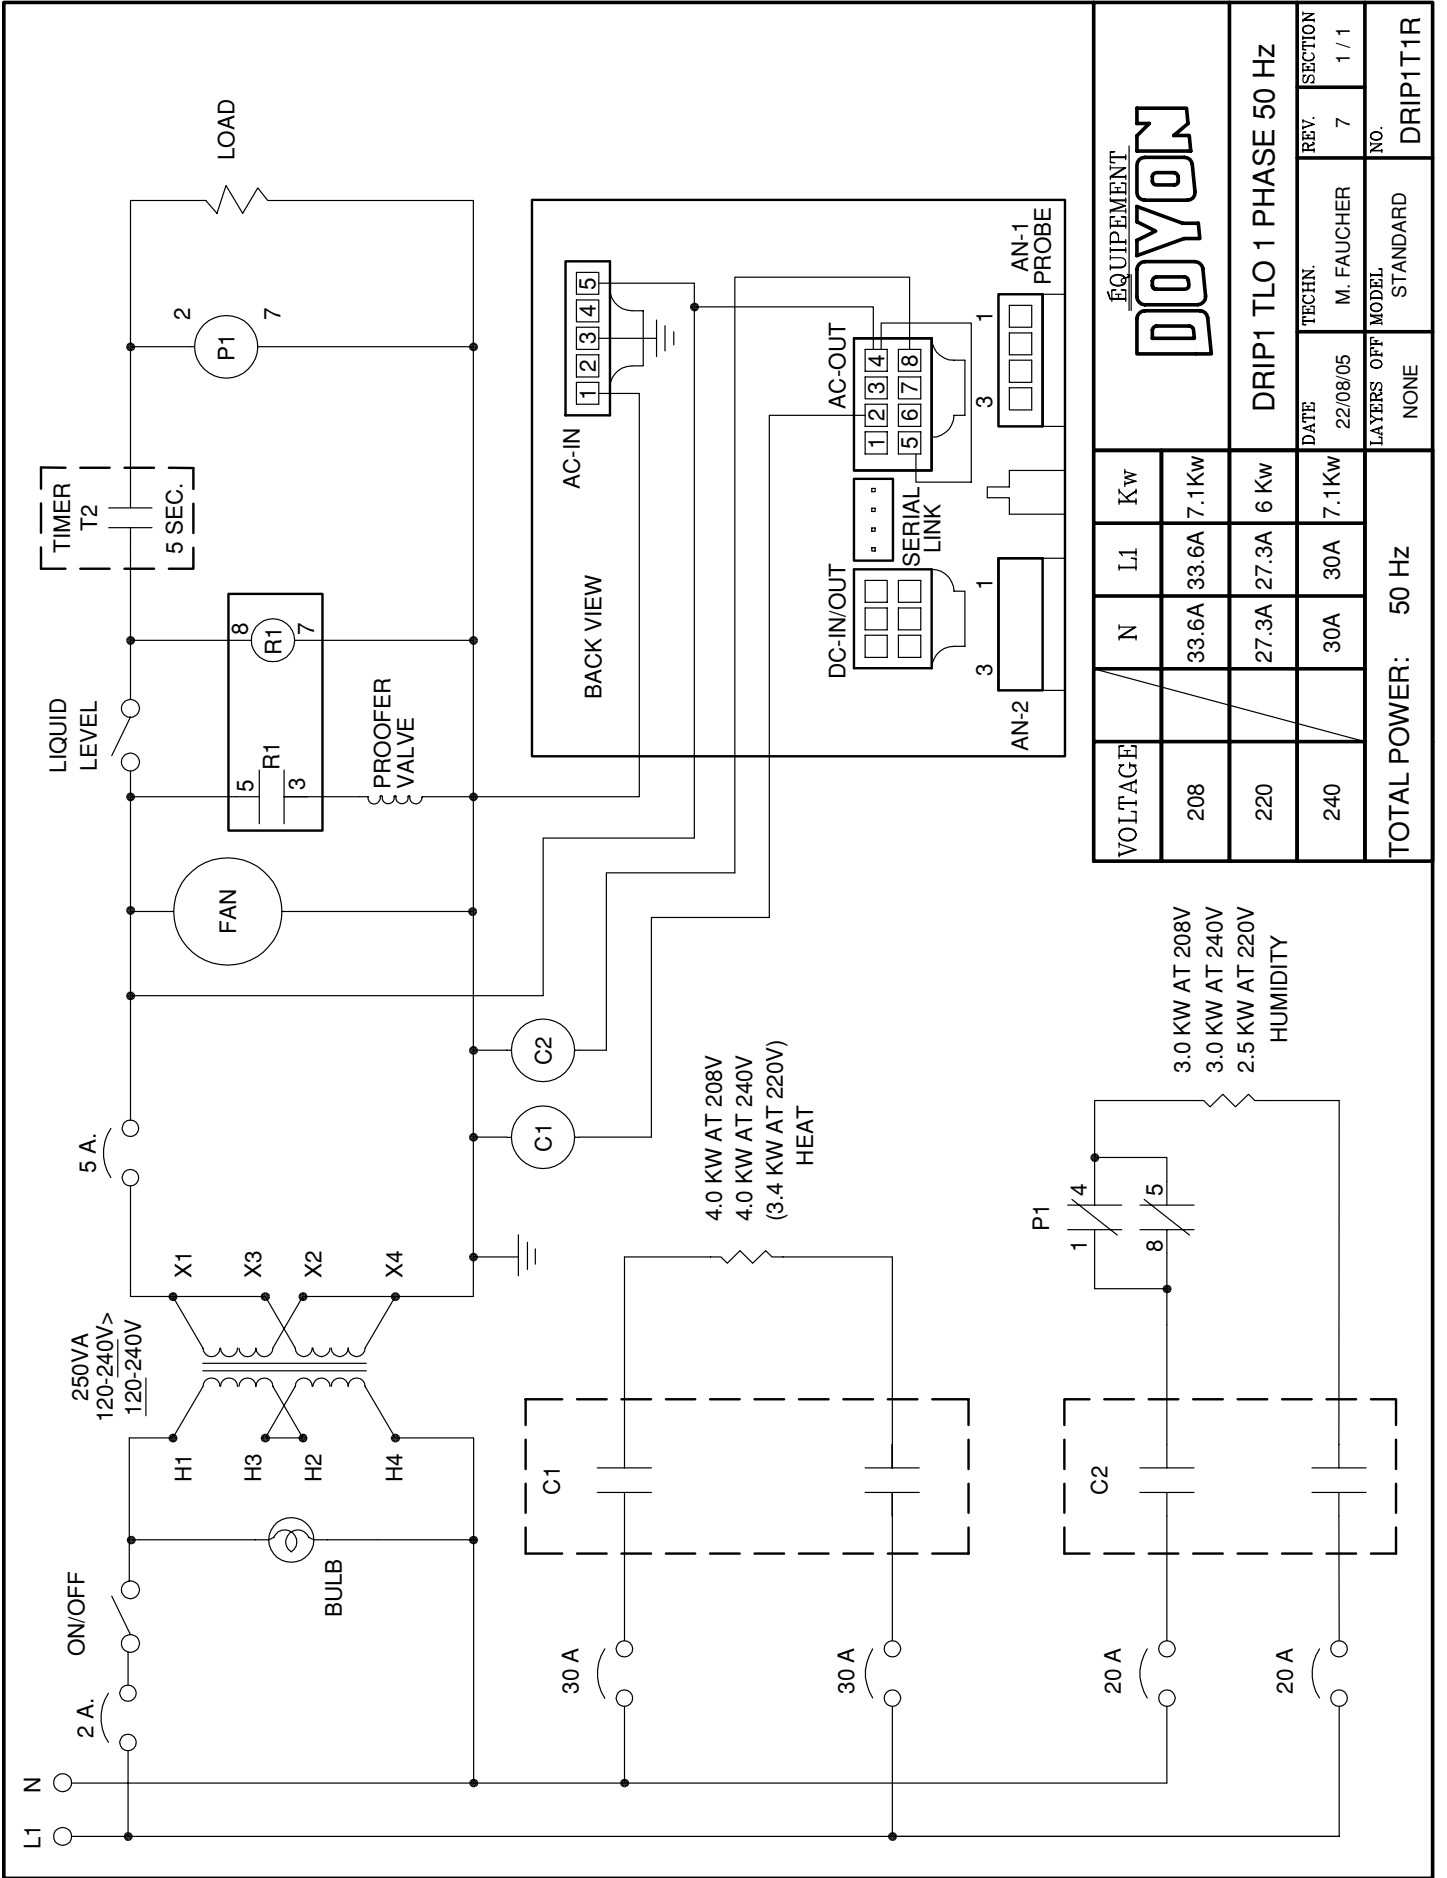 L1
N
2 A.
ON/OFF
BULB
250VA
120-240V>
120-240V
H1
H3
H2
H4
X1
X3
X2
X4
5 A.
FAN
LIQUID
LEVEL
5
R1
3
8
R1
7
PROOFER
VALVE
TIMER
T2
5 SEC.
2
P1
7
LOAD
C1
C2
30 A
30 A
C1
4.0 KW AT 208V
4.0 KW AT 240V
(3.4 KW AT 220V)
HEAT
20 A
20 A
C2
P1
1
4
8
5
3.0 KW AT 208V
3.0 KW AT 240V
2.5 KW AT 220V
HUMIDITY
BACK VIEW
AC-IN
1 2 3 4 5
DC-IN/OUT
SERIAL
LINK
AC-OUT
1 2 3 4
5 6 7 8
AN-2
3
1
3
1
AN-1
PROBE
VOLTAGE N L1 Kw
208 33.6A 33.6A 7.1Kw
220 27.3A 27.3A 6 Kw
240 30A 30A 7.1Kw
TOTAL POWER: 50 Hz
ÉQUIPEMENT
DOYON
DRIP1 TLO 1 PHASE 50 Hz
DATE
22/08/05
TECHN.
M. FAUCHER
REV.
7
SECTION
1 / 1
LAYERS OFF
NONE
MODEL
STANDARD
NO.
DRIP1T1R